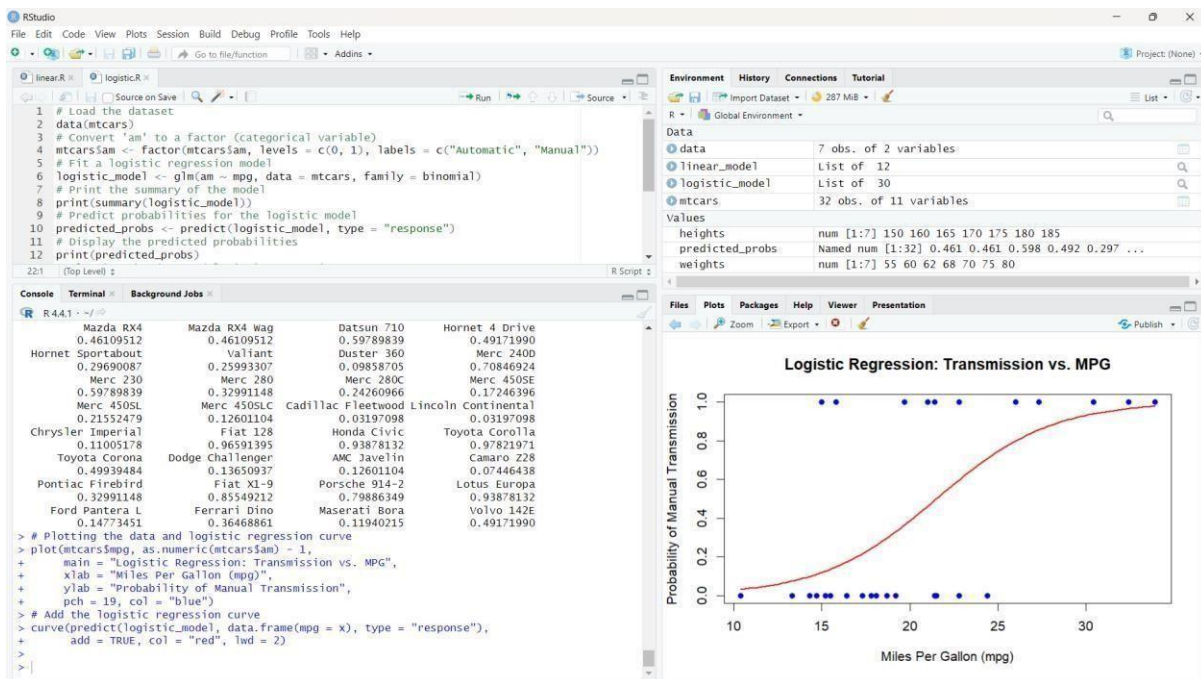 RStudio
File Edit Code View Plots Session Build Debug Profile Tools Help
Go to file/function Addins Project: (None)
linear.R logistic.R
Source on Save Run Source
1 # Load the dataset
2 data(mtcars)
3 # Convert 'am' to a factor (categorical variable)
4 mtcars$am <- factor(mtcars$am, levels = c(0, 1), labels = c("Automatic", "Manual"))
5 # Fit a logistic regression model
6 logistic_model <- glm(am ~ mpg, data = mtcars, family = binomial)
7 # Print the summary of the model
8 print(summary(logistic_model))
9 # Predict probabilities for the logistic model
10 predicted_probs <- predict(logistic_model, type = "response")
11 # Display the predicted probabilities
12 print(predicted_probs)
22:1 (Top Level) R Script
Console Terminal Background Jobs
R 4.4.1 · ~/
Mazda RX4 Mazda RX4 Wag Datsun 710 Hornet 4 Drive
0.46109512 0.46109512 0.59789839 0.49171990
Hornet Sportabout Valiant Duster 360 Merc 240D
0.29690087 0.25993307 0.09858705 0.70846924
Merc 230 Merc 280 Merc 280C Merc 450SE
0.59789839 0.32991148 0.24260966 0.17246396
Merc 450SL Merc 450SLC Cadillac Fleetwood Lincoln Continental
0.21552479 0.12601104 0.03197098 0.03197098
Chrysler Imperial Fiat 128 Honda Civic Toyota Corolla
0.11005178 0.96591395 0.93878132 0.97821971
Toyota Corona Dodge Challenger AMC Javelin Camaro Z28
0.49939484 0.13650937 0.12601104 0.07446438
Pontiac Firebird Fiat X1-9 Porsche 914-2 Lotus Europa
0.32991148 0.85549212 0.79886349 0.93878132
Ford Pantera L Ferrari Dino Maserati Bora Volvo 142E
0.14773451 0.36468861 0.11940215 0.49171990
> # Plotting the data and logistic regression curve
> plot(mtcars$mpg, as.numeric(mtcars$am) - 1,
+ main = "Logistic Regression: Transmission vs. MPG",
+ xlab = "Miles Per Gallon (mpg)",
+ ylab = "Probability of Manual Transmission",
+ pch = 19, col = "blue")
> # Add the logistic regression curve
> curve(predict(logistic_model, data.frame(mpg = x), type = "response"),
+ add = TRUE, col = "red", lwd = 2)
>
>
Environment History Connections Tutorial
Import Dataset 287 MiB List
R Global Environment
Data
data 7 obs. of 2 variables
linear_model List of 12
logistic_model List of 30
mtcars 32 obs. of 11 variables
Values
heights num [1:7] 150 160 165 170 175 180 185
predicted_probs Named num [1:32] 0.461 0.461 0.598 0.492 0.297 ...
weights num [1:7] 55 60 62 68 70 75 80
Files Plots Packages Help Viewer Presentation
Zoom Export Publish
Logistic Regression: Transmission vs. MPG
Probability of Manual Transmission
1.0
0.8
0.6
0.4
0.2
0.0
10 15 20 25 30
Miles Per Gallon (mpg)